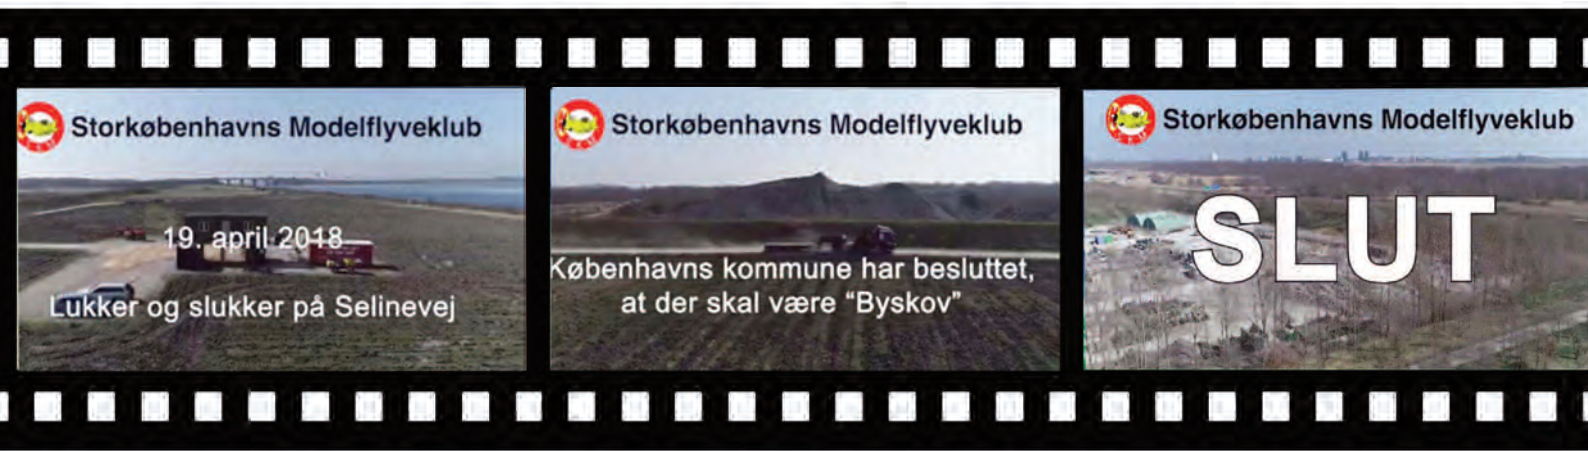 Storkøbenhavns Modelflyveklub
19. april 2018
Lukker og slukker på Selinevej
Storkøbenhavns Modelflyveklub
Københavns kommune har besluttet,
at der skal være "Byskov"
Storkøbenhavns Modelflyveklub
SLUT